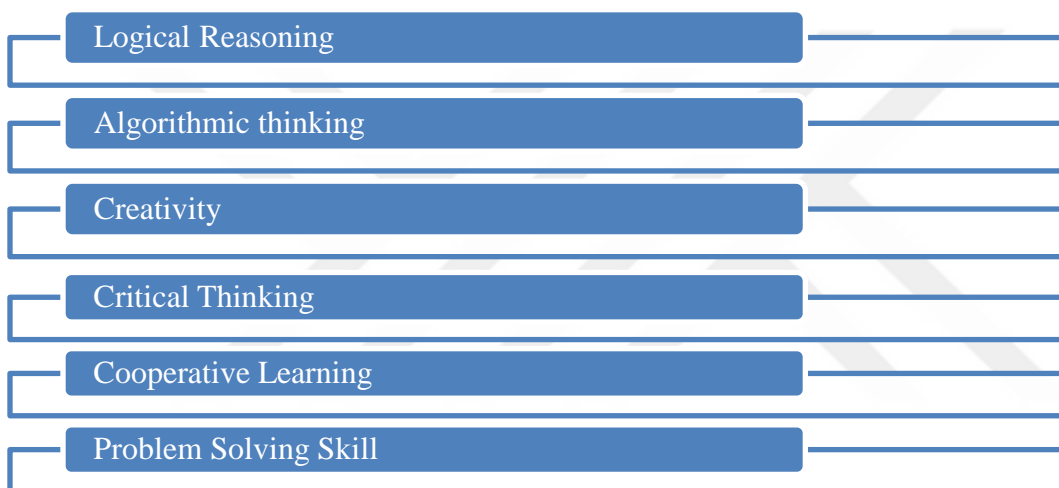 Logical Reasoning
Algorithmic thinking
Creativity
Critical Thinking
Cooperative Learning
Problem Solving Skill